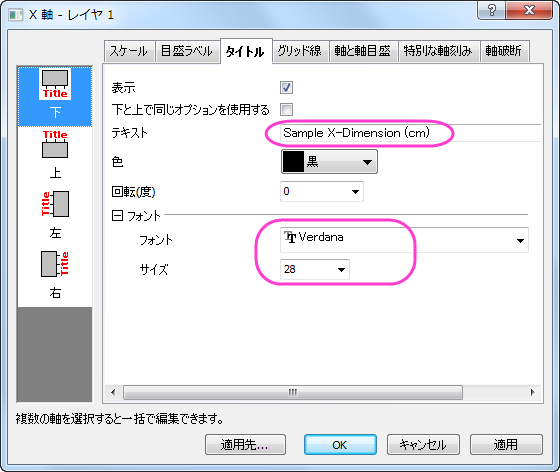 X 軸 - レイヤ 1
スケール 目盛ラベル タイトル グリッド線 軸と軸目盛 特別な軸刻み 軸破断
Title
下
Title
上
Title
左
Title
右
表示
下と上で同じオプションを使用する
テキスト Sample X-Dimension (cm)
色 黒
回転(度) 0
フォント
フォント Verdana
サイズ 28
複数の軸を選択すると一括で編集できます。
適用先... OK キャンセル 適用